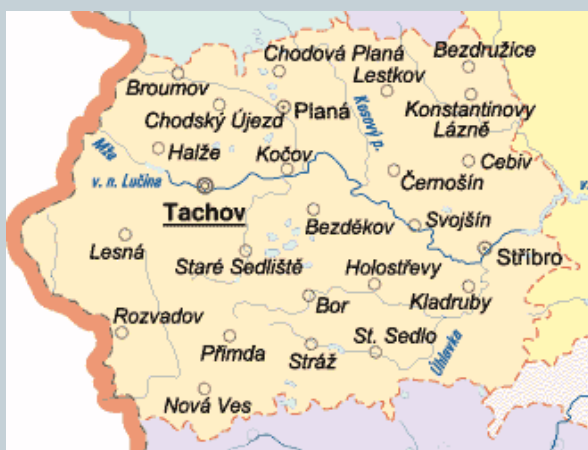 Chodová Planá
Bezdružice
Lestkov
Broumov
Planá
Konstantinovy
Lázně
Chodský Újezd
Kosový p.
Mža
Halže
Kočov
Cebiv
Černošín
v. n. Lučina
Tachov
Bezděkov
Svojšín
Lesná
Staré Sedliště
Stříbro
Holostřevy
Bor
Kladruby
Rozvadov
Přimda
Stráž
St. Sedlo
Úhlavka
Nová Ves